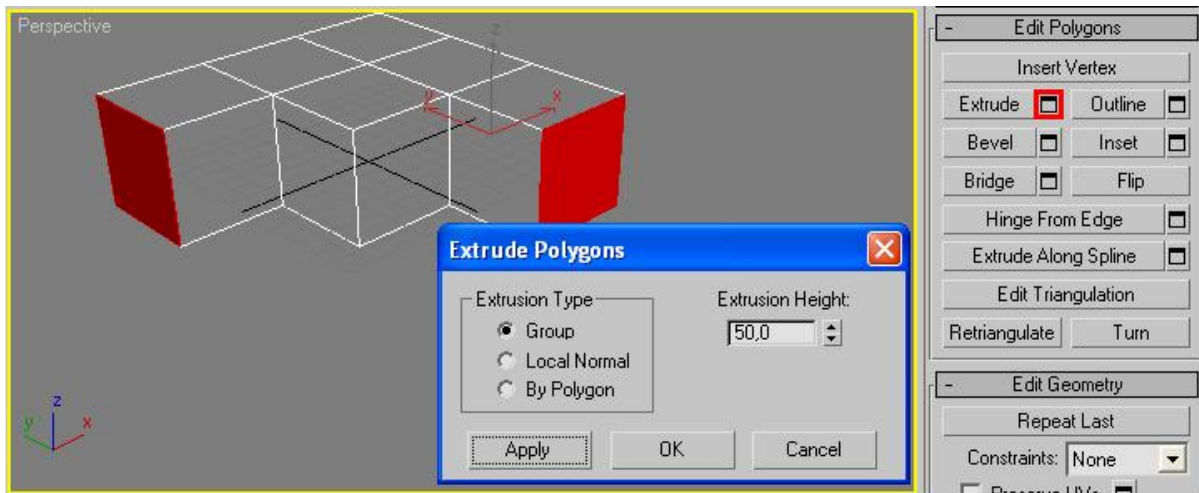 Perspective
z
y x
z
y x
Extrude Polygons
Extrusion Type
Group
Local Normal
By Polygon
Extrusion Height:
50,0
Apply OK Cancel
- Edit Polygons
Insert Vertex
Extrude Outline
Bevel Inset
Bridge Flip
Hinge From Edge
Extrude Along Spline
Edit Triangulation
Retriangulate Turn
- Edit Geometry
Repeat Last
Constraints: None
Preserve UVs